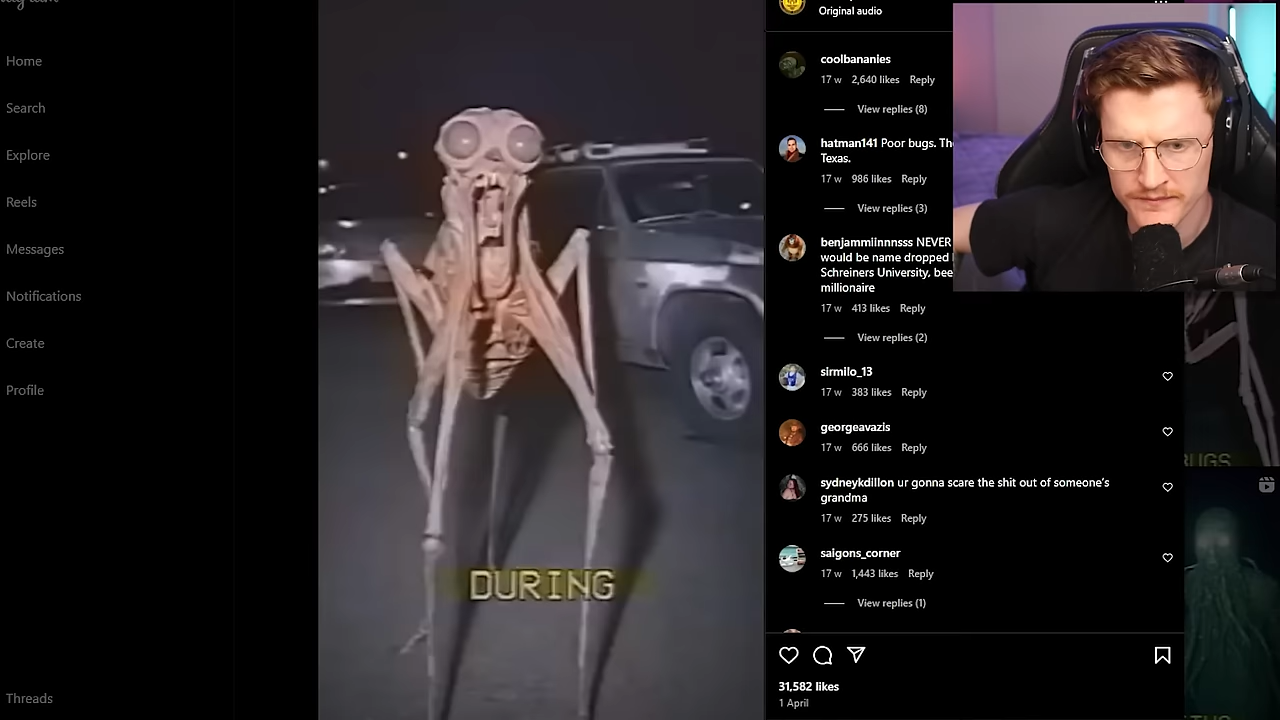 Home
Search
Explore
Reels
Messages
Notifications
Create
Profile
Threads
DURING
Original audio
coolbananies
17 w 2,640 likes Reply
View replies (8)
hatman141 Poor bugs.
Texas.
17 w 986 likes Reply
View replies (3)
benjammiinnnsss NEVER
would be name dropped
Schreiners University,
millionaire
17 w 413 likes Reply
View replies (2)
sirmilo_13
17 w 383 likes Reply
georgeavazis
17 w 666 likes Reply
sydneykdillon ur gonna scare the shit out of someone's
grandma
17 w 275 likes Reply
saigons_corner
17 w 1,443 likes Reply
View replies (1)
31,582 likes
1 April